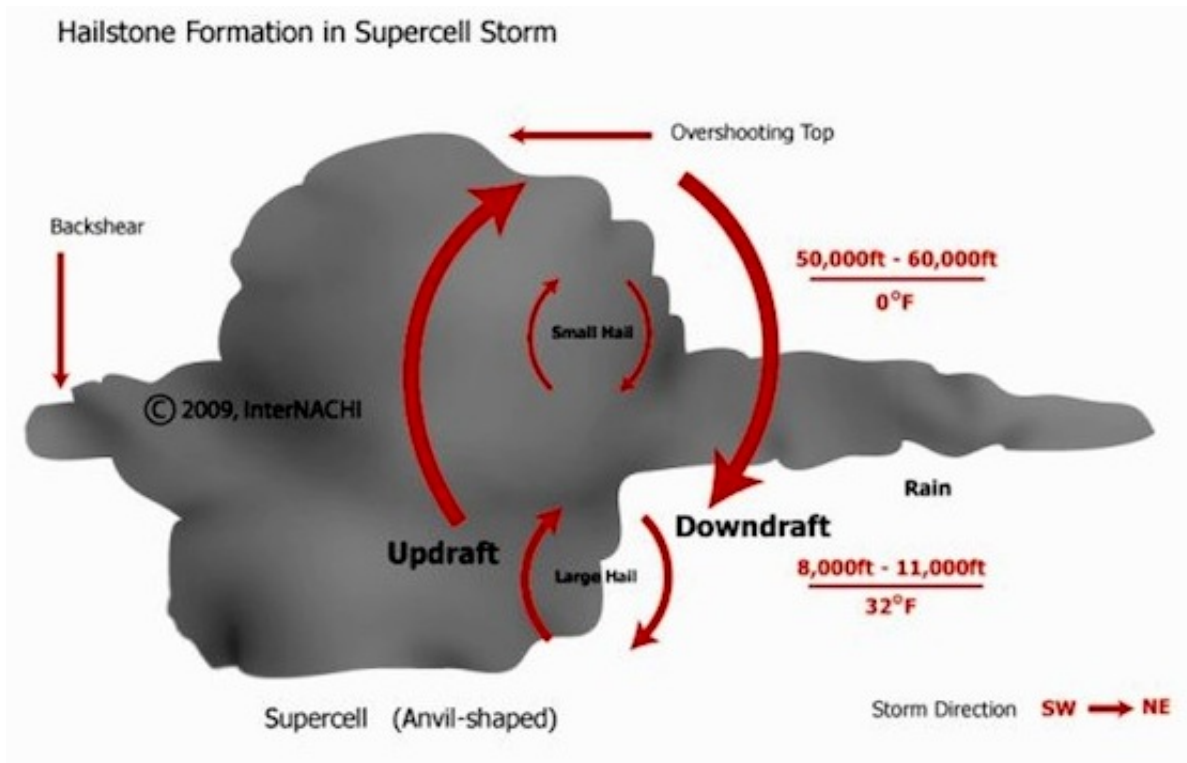 Hailstone Formation in Supercell Storm
Overshooting Top
Backshear
50,000ft - 60,000ft
0°F
Small Hail
© 2009, InterNACHI
Rain
Downdraft
Updraft
Large Hail
8,000ft - 11,000ft
32°F
Supercell (Anvil-shaped)
Storm Direction SW NE